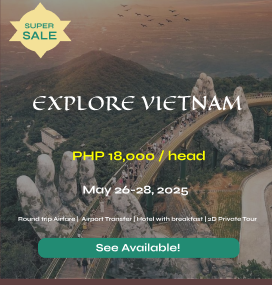 SUPER
SALE
EXPLORE VIETNAM
PHP 18,000 / head
May 26-28, 2025
Round trip Airfare | Airport Transfer | Hotel with breakfast | 2D Private Tour
See Available!